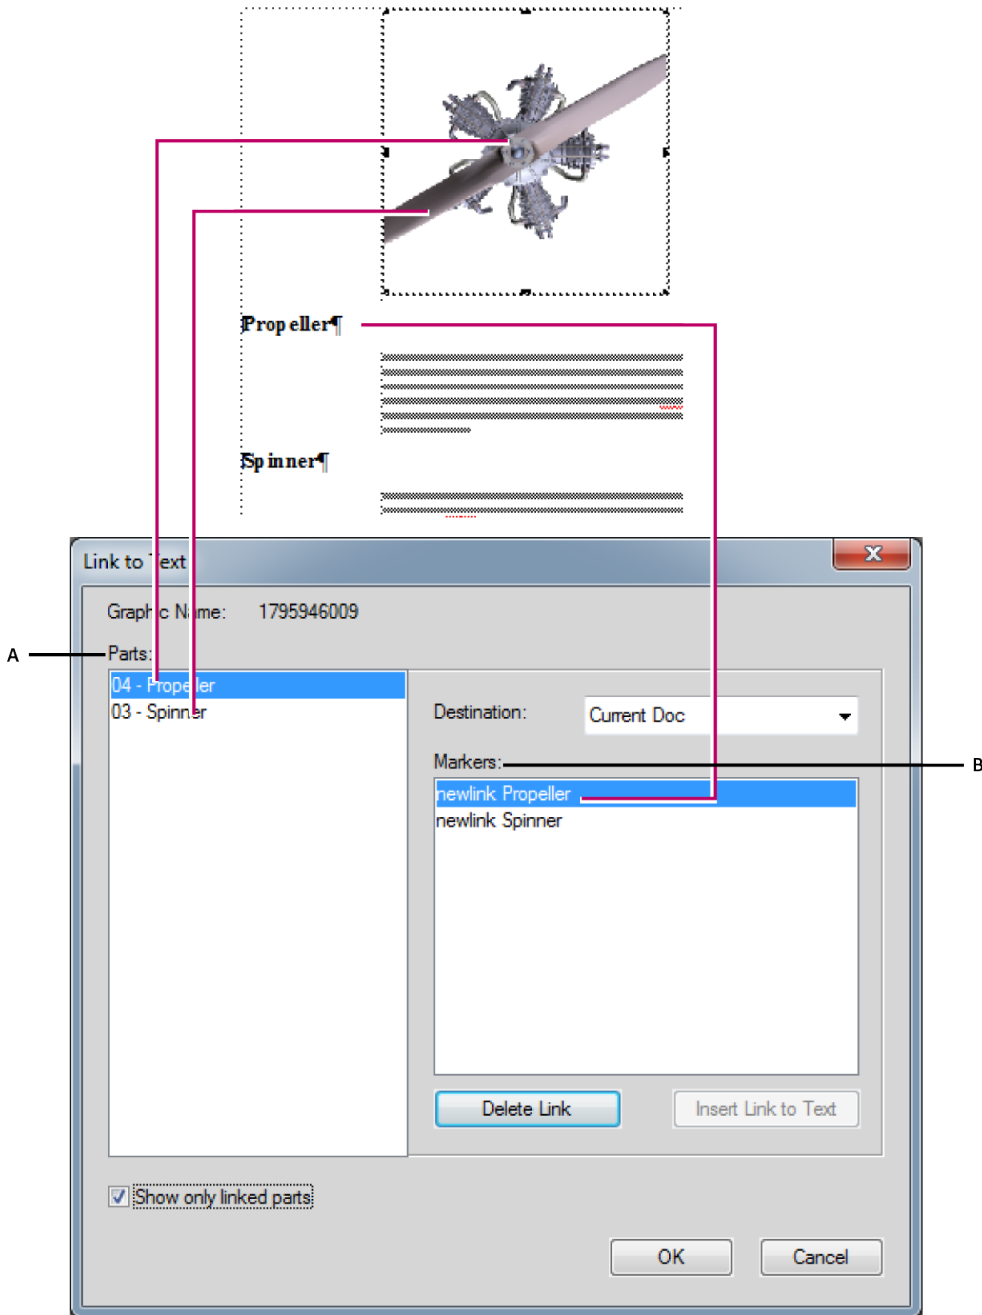 Propeller¶
Spinner¶
Link to Text
X
Graphic Name: 1795946009
A
Parts:
04 - Propeller
03 - Spinner
Destination: Current Doc
Markers:
B
newlink Propeller
newlink Spinner
Delete Link
Insert Link to Text
Show only linked parts
OK
Cancel